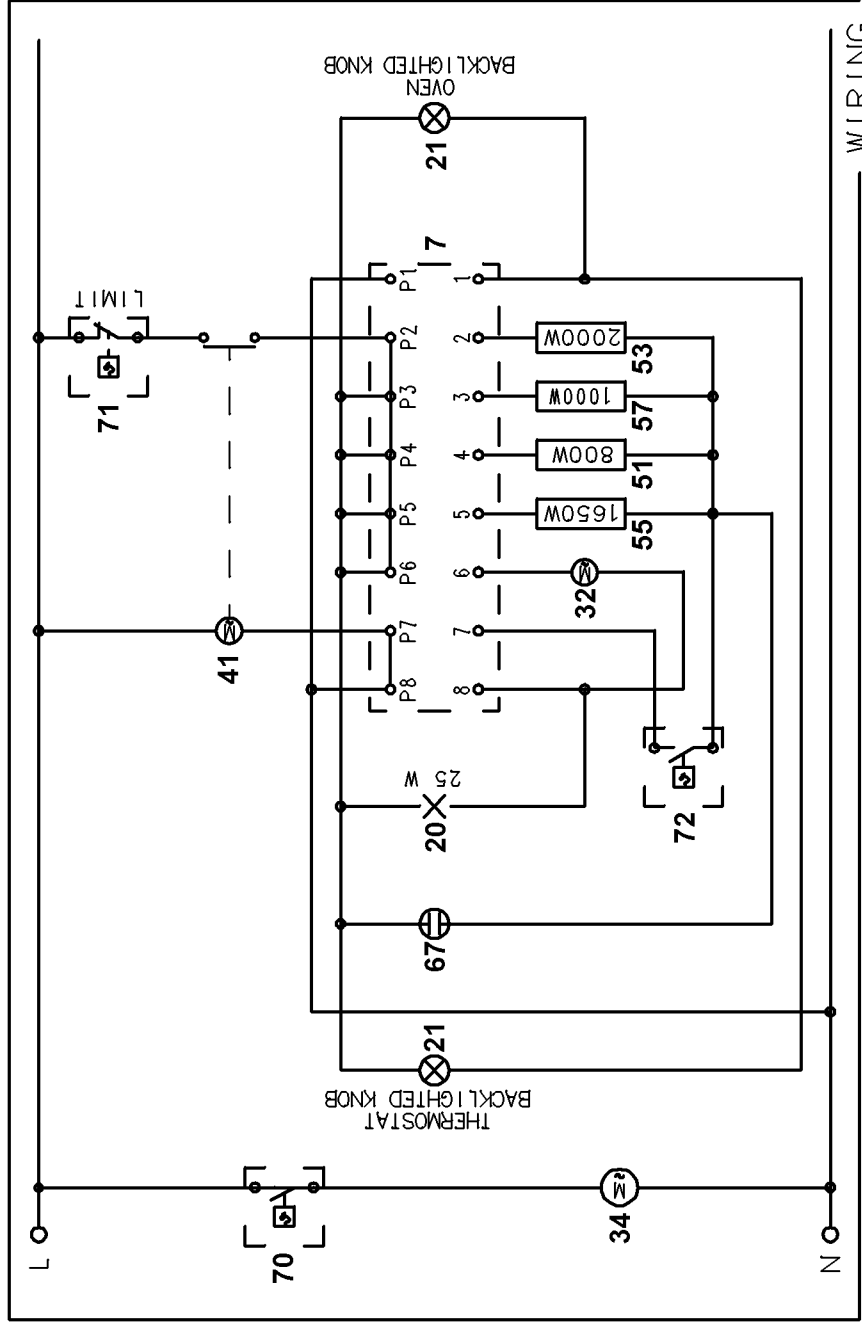 WIRING
L
N
70
34
THERMOSTAT
BACKLIGHTED KNOB
21
67
20
25 W
41
71
LIMIT
72
P8
P7
P6
P5
P4
P3
P2
P1
7
8
7
6
5
4
3
2
1
32
1650W
55
800W
51
1000W
57
2000W
53
OVEN
BACKLIGHTED KNOB
21
M
M
M